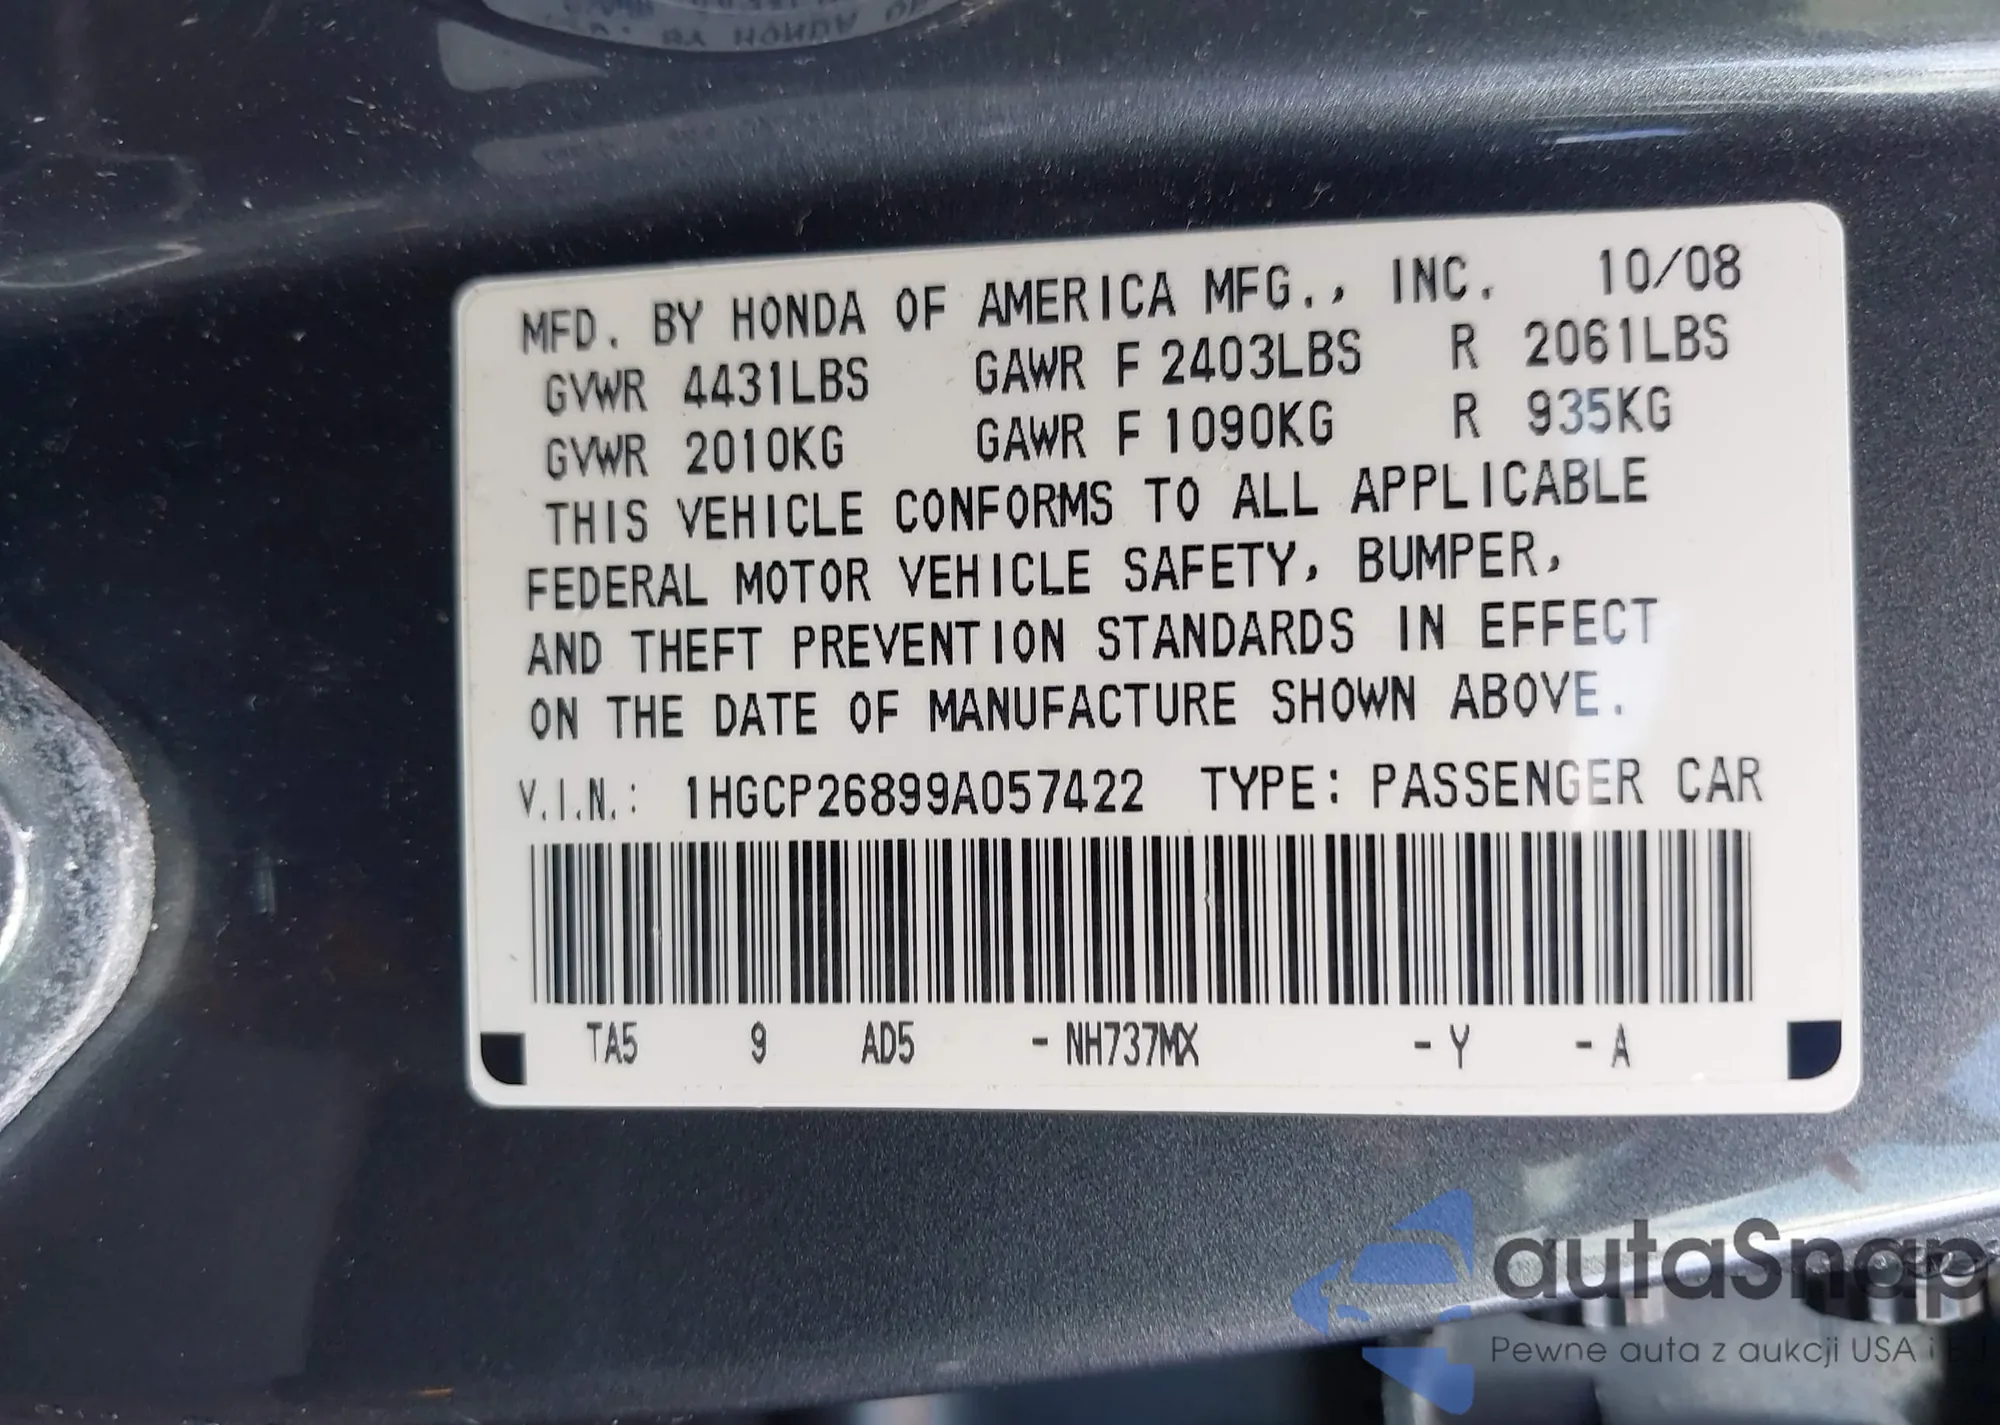 MFD. BY HONDA OF AMERICA MFG., INC. 10/08
GVWR 4431LBS GAWR F 2403LBS R 2061LBS
GVWR 2010KG GAWR F 1090KG R 935KG
THIS VEHICLE CONFORMS TO ALL APPLICABLE
FEDERAL MOTOR VEHICLE SAFETY, BUMPER,
AND THEFT PREVENTION STANDARDS IN EFFECT
ON THE DATE OF MANUFACTURE SHOWN ABOVE.
V.I.N.: 1HGCP26899A057422 TYPE: PASSENGER CAR
TA5 9 AD5 -NH737MX -Y -A
autaSnap
Pewne auta z aukcji USA i